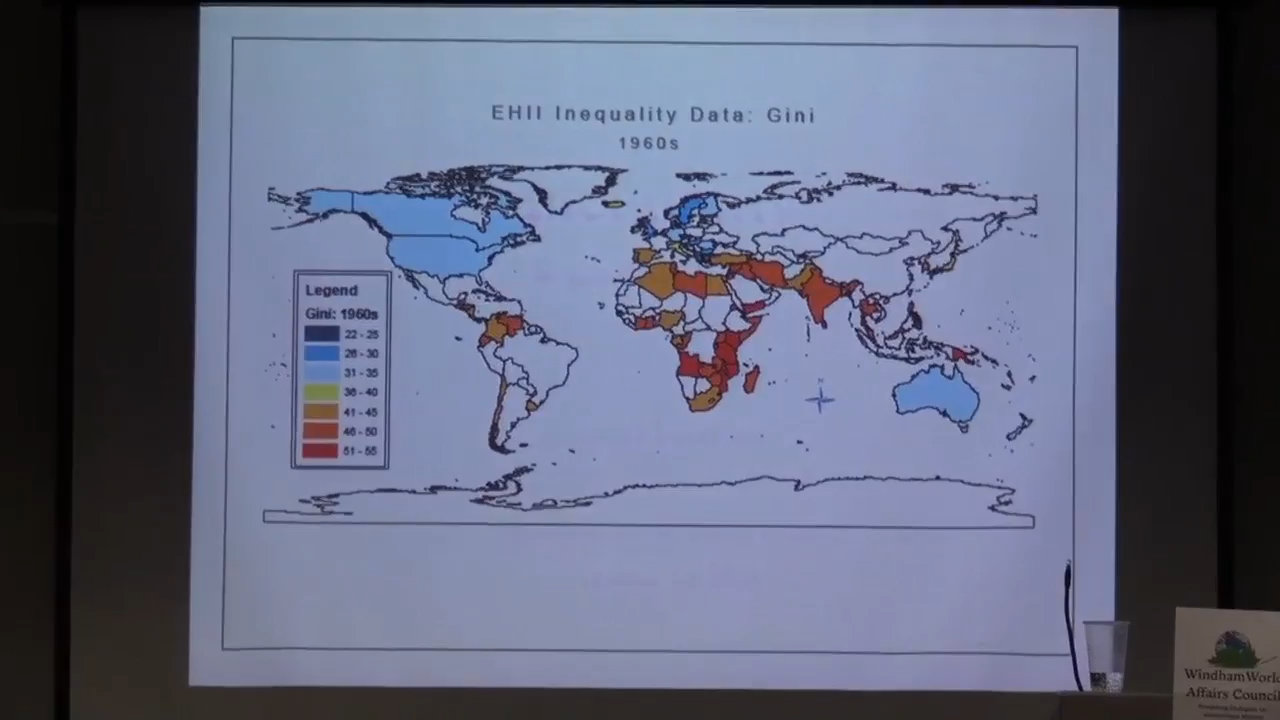 EHII Inequality Data: Gini
1960s
Legend
Gini: 1960s
22 - 25
26 - 30
31 - 35
36 - 40
41 - 45
46 - 50
51 - 55
N
WindhamWorld
Affairs Council